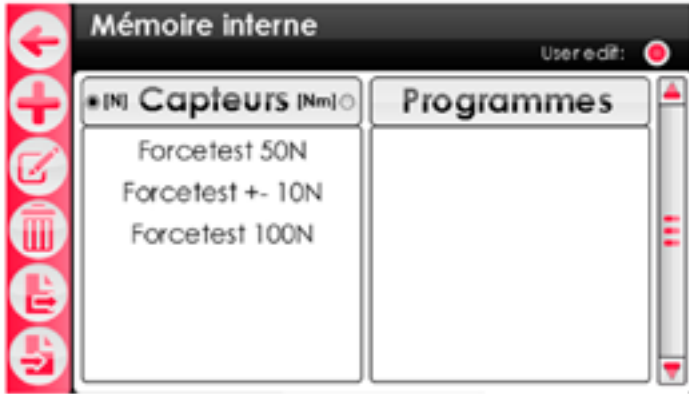 Mémoire interne
User edit:
[N] Capteurs [Nm]
Programmes
Forcetest 50N
Forcetest +- 10N
Forcetest 100N